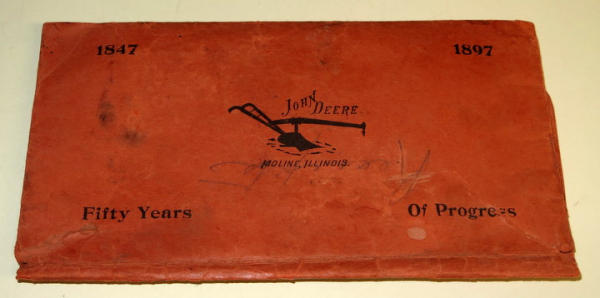 1847 1897
JOHN DEERE
MOLINE, ILLINOIS.
Fifty Years Of Progress